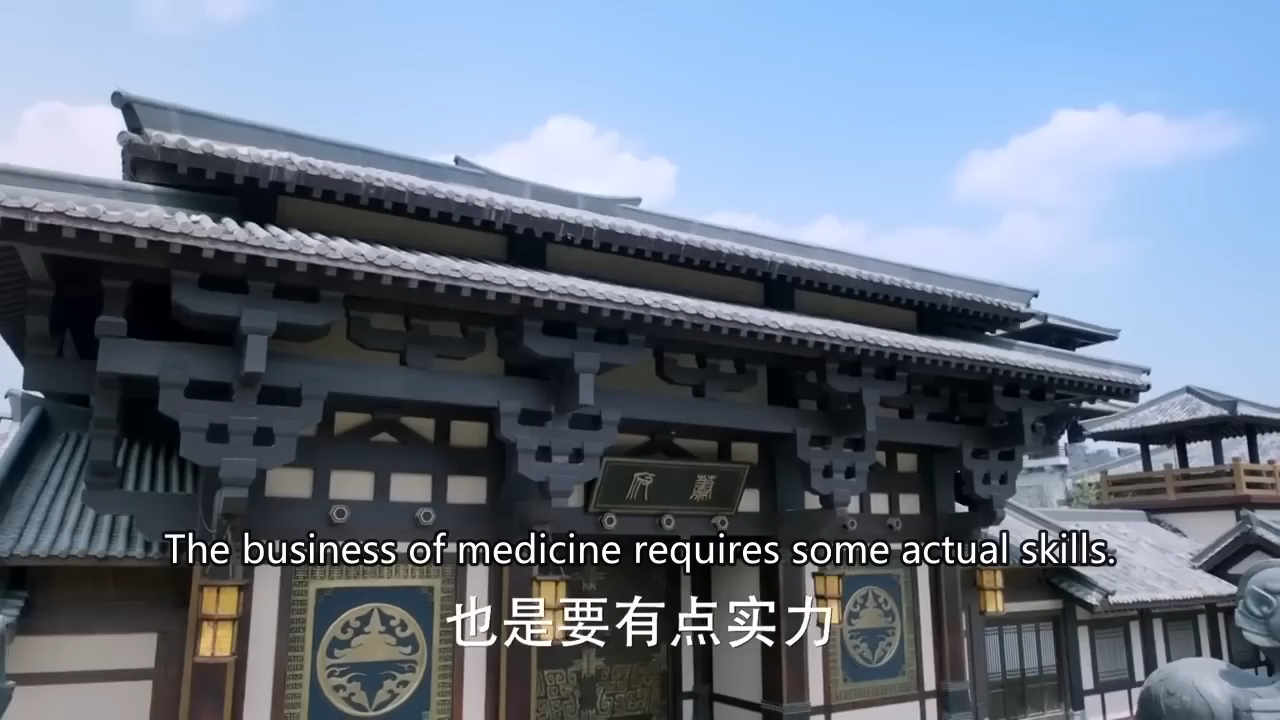 The business of medicine requires some actual skills.
也是要有点实力